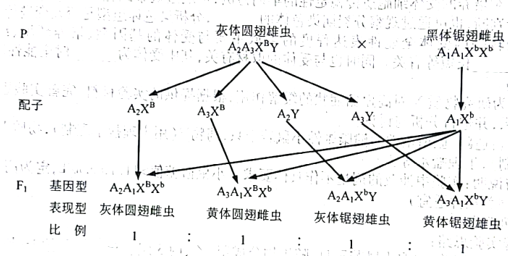 P 灰体圆翅雄虫 × 黑体锯翅雌虫
A₂A₃XᴮY A₁A₁XᵇXᵇ
配子 A₂Xᴮ A₃Xᴮ A₂Y A₃Y A₁Xᵇ
F₁ 基因型 A₂A₁XᴮXᵇ A₃A₁XᴮXᵇ A₂A₁XᵇY A₃A₁XᵇY
表现型 灰体圆翅雌虫 黄体圆翅雌虫 灰体锯翅雄虫 黄体锯翅雄虫
比 例 1 : 1 : 1 : 1